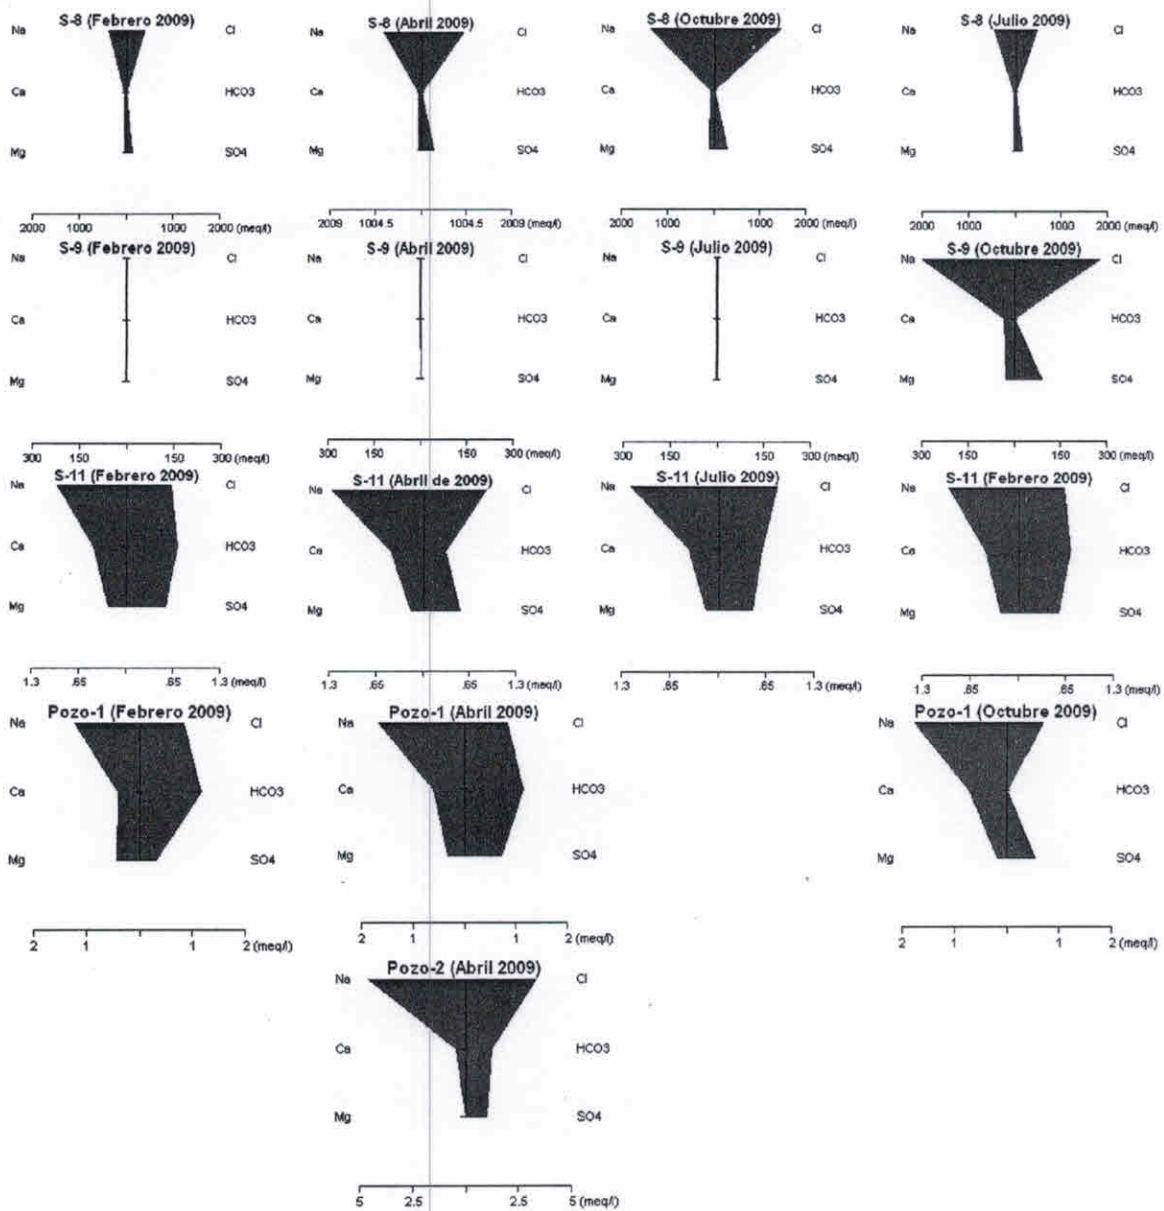 S-8 (Febrero 2009) S-8 (Abril 2009) S-8 (Octubre 2009) S-8 (Julio 2009)
Na Cl Na Cl Na Cl Na Cl
Ca HCO3 Ca HCO3 Ca HCO3 Ca HCO3
Mg SO4 Mg SO4 Mg SO4 Mg SO4
2000 1000 1000 2000 (meq/l) 2009 1004.5 1004.5 2009 (meq/l) 2000 1000 1000 2000 (meq/l) 2000 1000 1000 2000 (meq/l)
S-9 (Febrero 2009) S-9 (Abril 2009) S-9 (Julio 2009) S-9 (Octubre 2009)
Na Cl Na Cl Na Cl Na Cl
Ca HCO3 Ca HCO3 Ca HCO3 Ca HCO3
Mg SO4 Mg SO4 Mg SO4 Mg SO4
300 150 150 300 (meq/l) 300 150 150 300 (meq/l) 300 150 150 300 (meq/l) 300 150 150 300 (meq/l)
S-11 (Febrero 2009) S-11 (Abril de 2009) S-11 (Julio 2009) S-11 (Febrero 2009)
Na Cl Na Cl Na Cl Na Cl
Ca HCO3 Ca HCO3 Ca HCO3 Ca HCO3
Mg SO4 Mg SO4 Mg SO4 Mg SO4
1.3 .65 .65 1.3 (meq/l) 1.3 .65 .65 1.3 (meq/l) 1.3 .65 .65 1.3 (meq/l) 1.3 .65 .65 1.3 (meq/l)
Pozo-1 (Febrero 2009) Pozo-1 (Abril 2009) Pozo-1 (Octubre 2009)
Na Cl Na Cl Na Cl
Ca HCO3 Ca HCO3 Ca HCO3
Mg SO4 Mg SO4 Mg SO4
2 1 1 2 (meq/l) 2 1 1 2 (meq/l) 2 1 1 2 (meq/l)
Pozo-2 (Abril 2009)
Na Cl
Ca HCO3
Mg SO4
5 2.5 2.5 5 (meq/l)